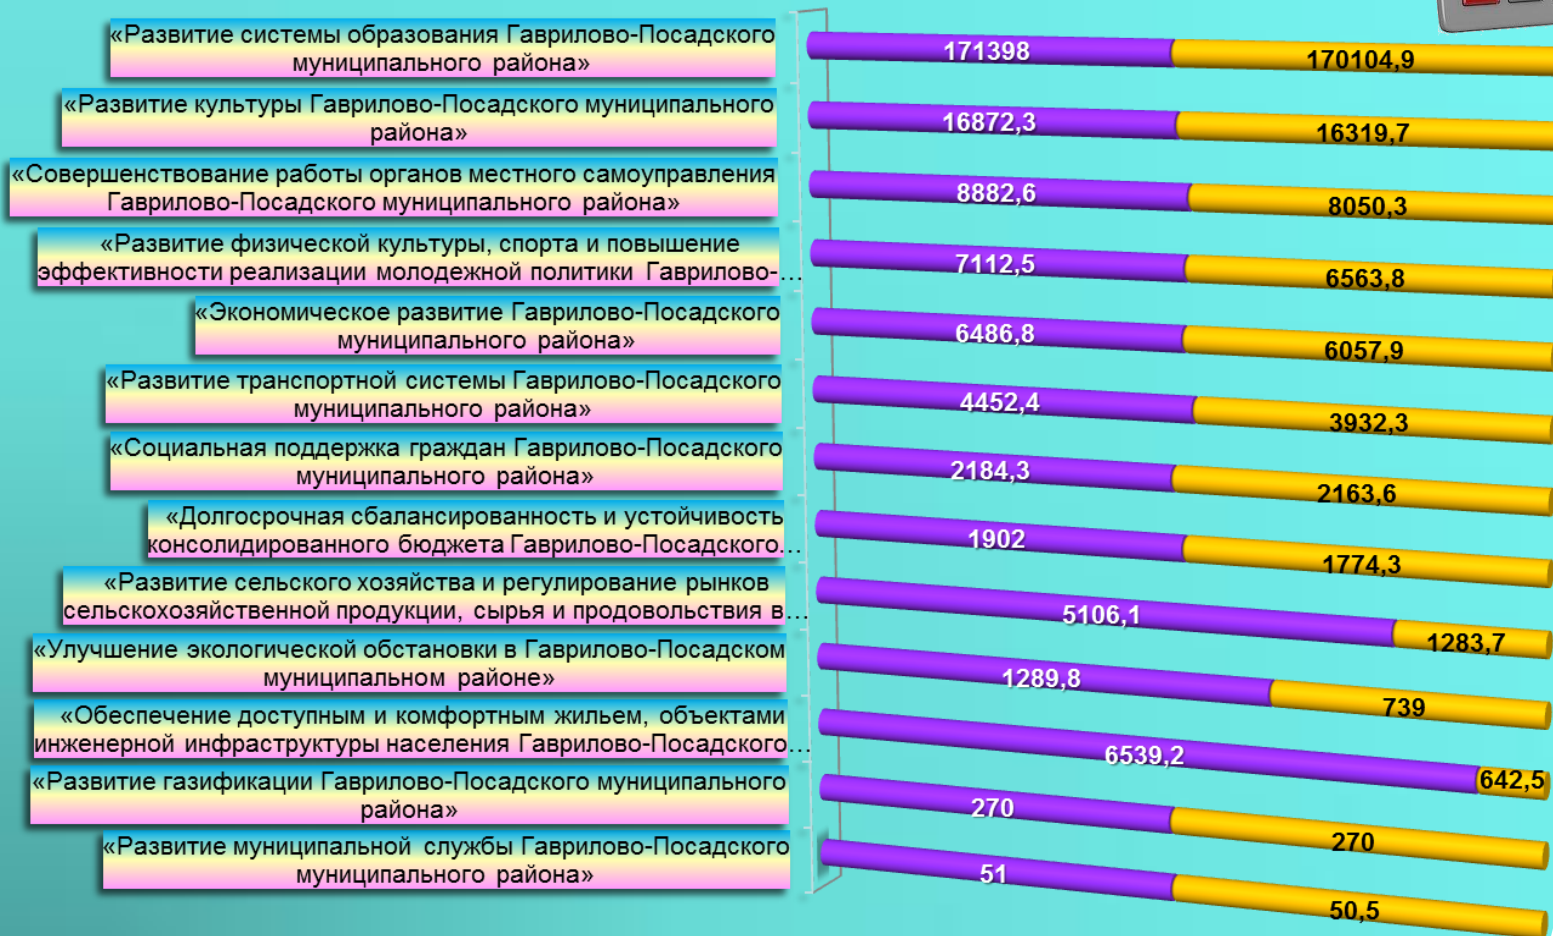 «Развитие системы образования Гаврилово-Посадского
муниципального района»
171398
170104,9
«Развитие культуры Гаврилово-Посадского муниципального
района»
16872,3
16319,7
«Совершенствование работы органов местного самоуправления
Гаврилово-Посадского муниципального района»
8882,6
8050,3
«Развитие физической культуры, спорта и повышение
эффективности реализации молодежной политики Гаврилово-...
7112,5
6563,8
«Экономическое развитие Гаврилово-Посадского
муниципального района»
6486,8
6057,9
«Развитие транспортной системы Гаврилово-Посадского
муниципального района»
4452,4
3932,3
«Социальная поддержка граждан Гаврилово-Посадского
муниципального района»
2184,3
2163,6
«Долгосрочная сбалансированность и устойчивость
консолидированного бюджета Гаврилово-Посадского...
1902
1774,3
«Развитие сельского хозяйства и регулирование рынков
сельскохозяйственной продукции, сырья и продовольствия в...
5106,1
1283,7
«Улучшение экологической обстановки в Гаврилово-Посадском
муниципальном районе»
1289,8
739
«Обеспечение доступным и комфортным жильем, объектами
инженерной инфраструктуры населения Гаврилово-Посадского...
6539,2
642,5
«Развитие газификации Гаврилово-Посадского муниципального
района»
270
270
«Развитие муниципальной службы Гаврилово-Посадского
муниципального района»
51
50,5